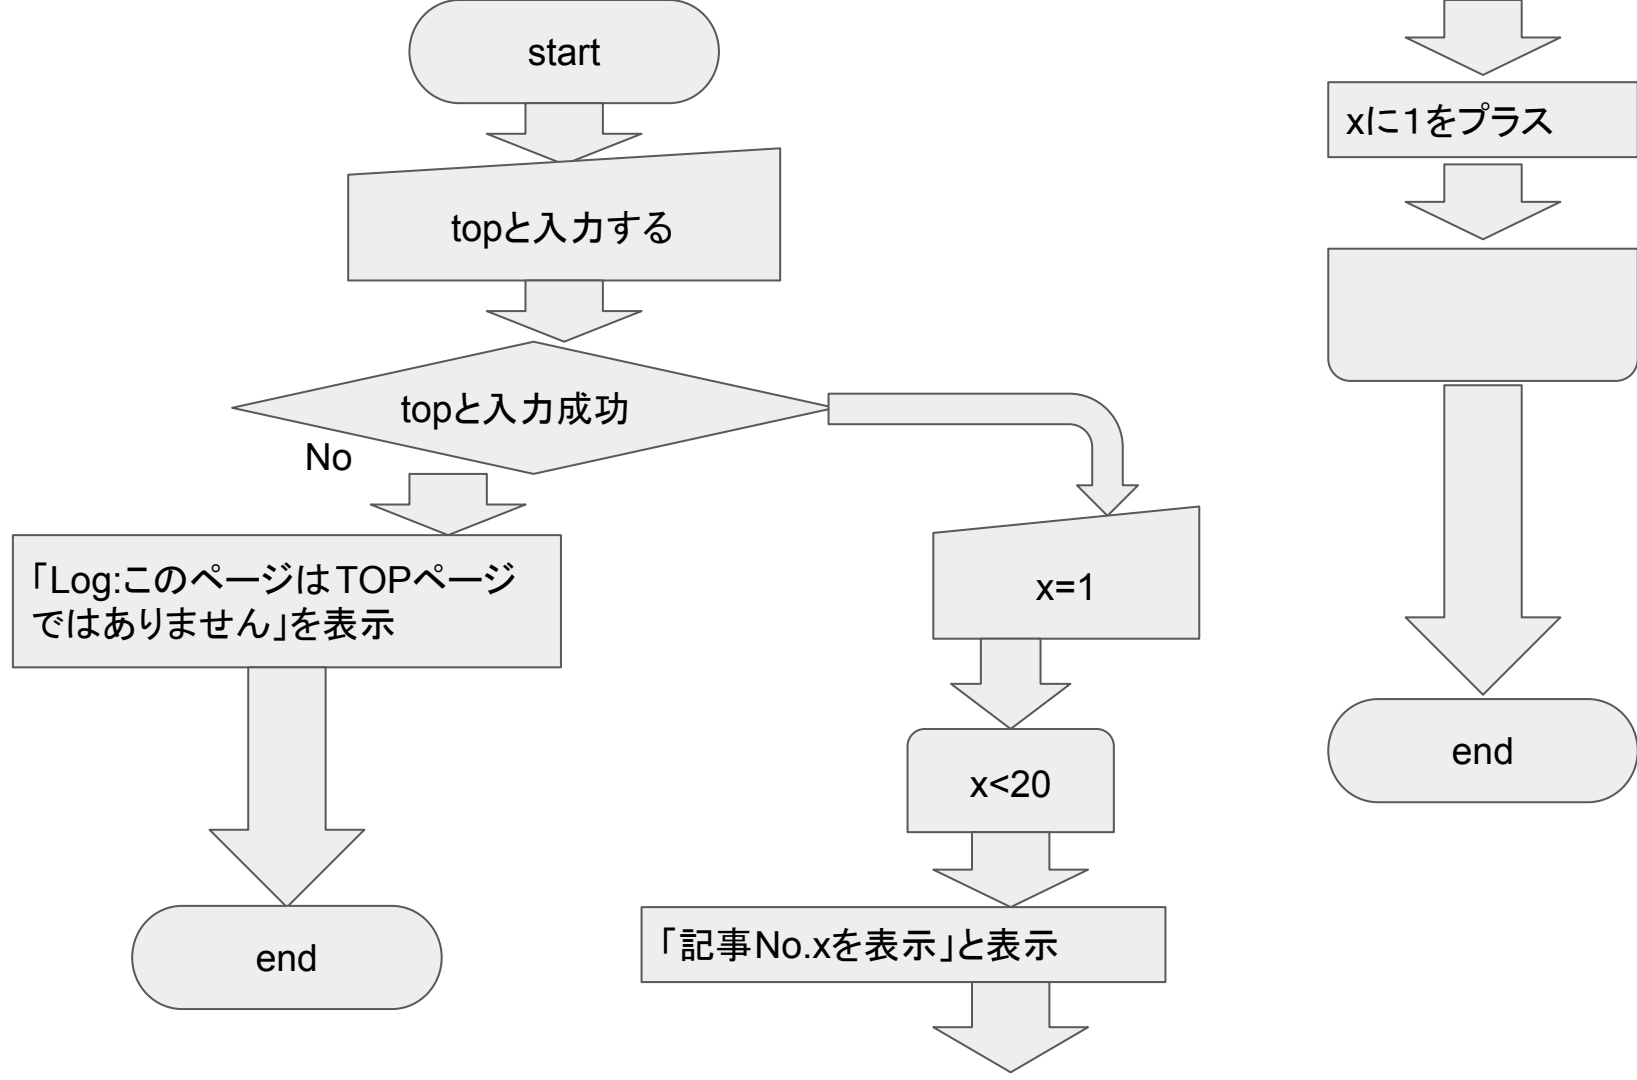 start
topと入力する
topと入力成功
No
「Log:このページはTOPページ
ではありません」を表示
end
x=1
x<20
「記事No.xを表示」と表示
xに１をプラス
end